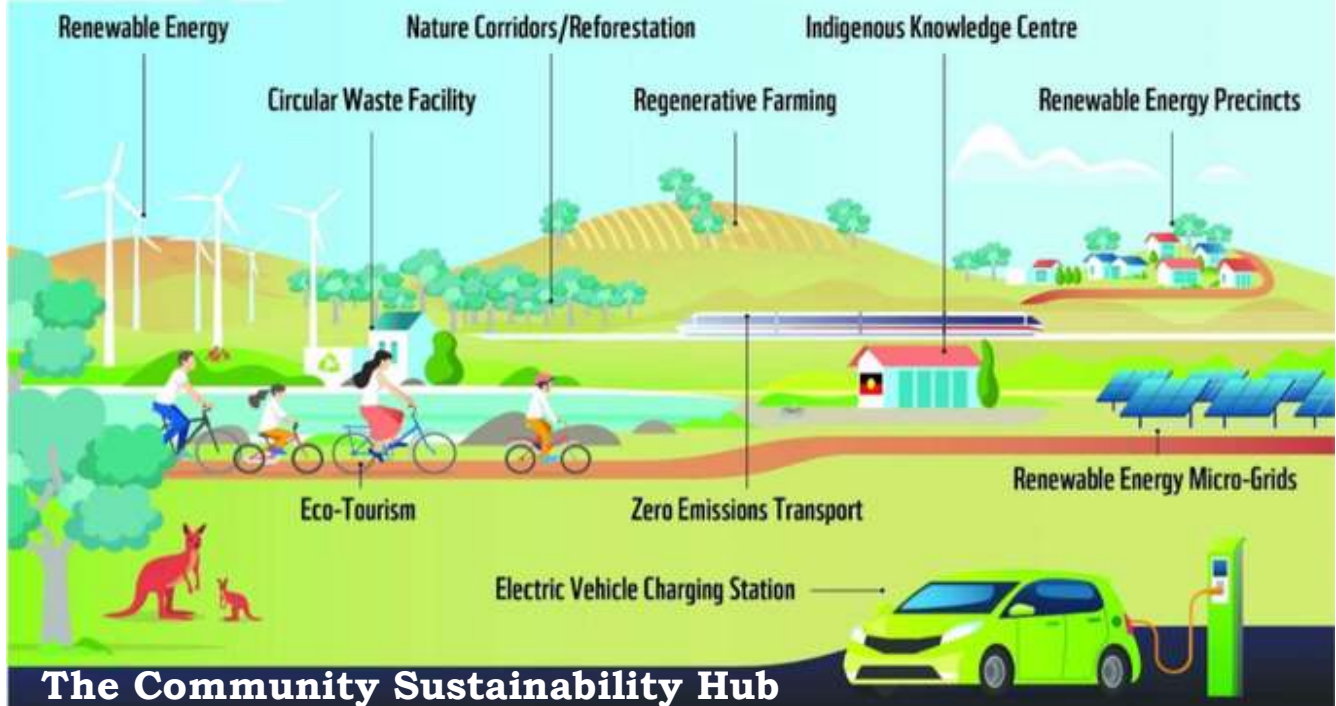 Renewable Energy
Nature Corridors/Reforestation
Indigenous Knowledge Centre
Circular Waste Facility
Regenerative Farming
Renewable Energy Precincts
Renewable Energy Micro-Grids
Eco-Tourism
Zero Emissions Transport
Electric Vehicle Charging Station
The Community Sustainability Hub